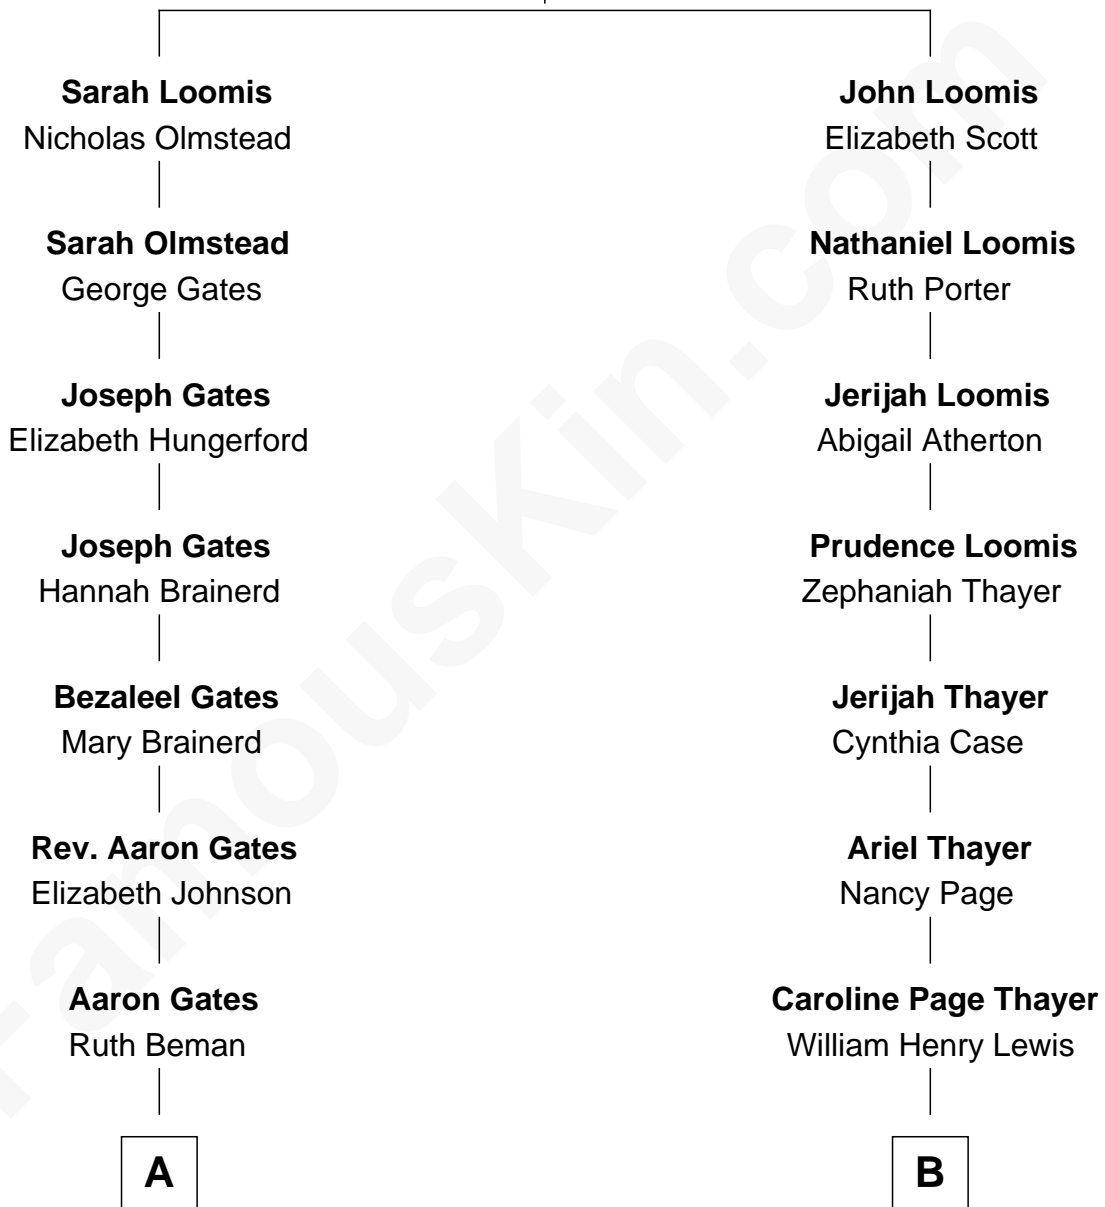 Sarah Loomis
Nicholas Olmstead
Sarah Olmstead
George Gates
Joseph Gates
Elizabeth Hungerford
Joseph Gates
Hannah Brainerd
Bezaleel Gates
Mary Brainerd
Rev. Aaron Gates
Elizabeth Johnson
Aaron Gates
Ruth Beman
A
John Loomis
Elizabeth Scott
Nathaniel Loomis
Ruth Porter
Jerijah Loomis
Abigail Atherton
Prudence Loomis
Zephaniah Thayer
Jerijah Thayer
Cynthia Case
Ariel Thayer
Nancy Page
Caroline Page Thayer
William Henry Lewis
B
FamousKin.com